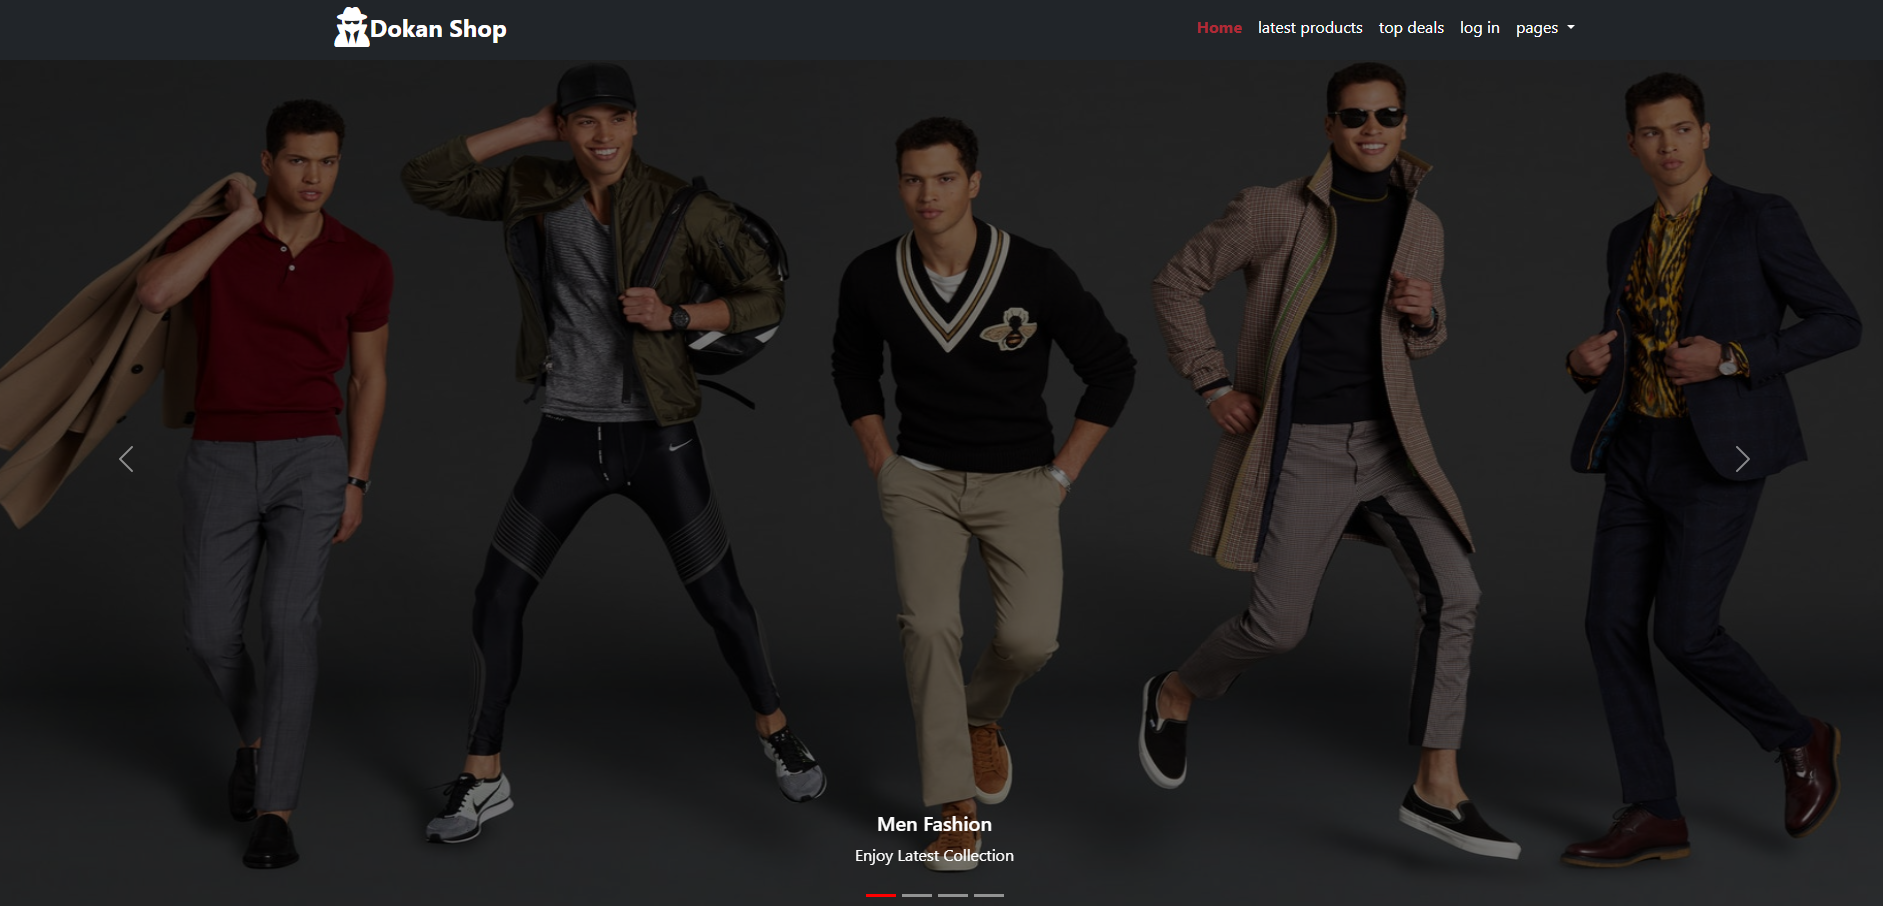 Dokan Shop
Home
latest products
top deals
log in
pages
Men Fashion
Enjoy Latest Collection